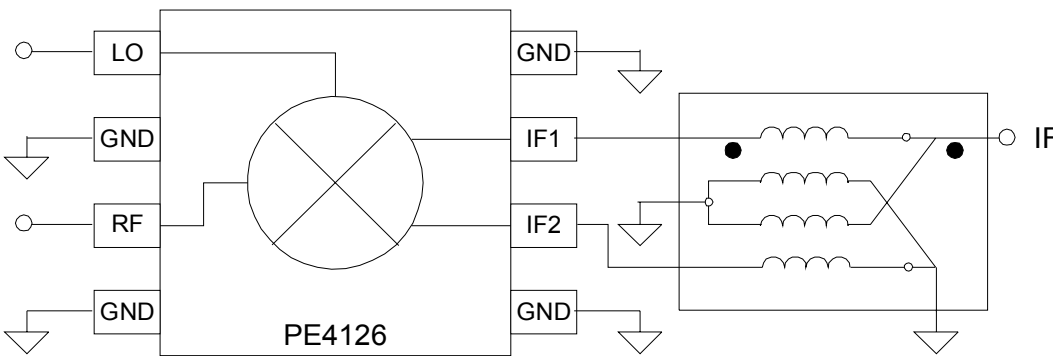 LO
GND
GND
IF1
IF
RF
IF2
GND
GND
PE4126